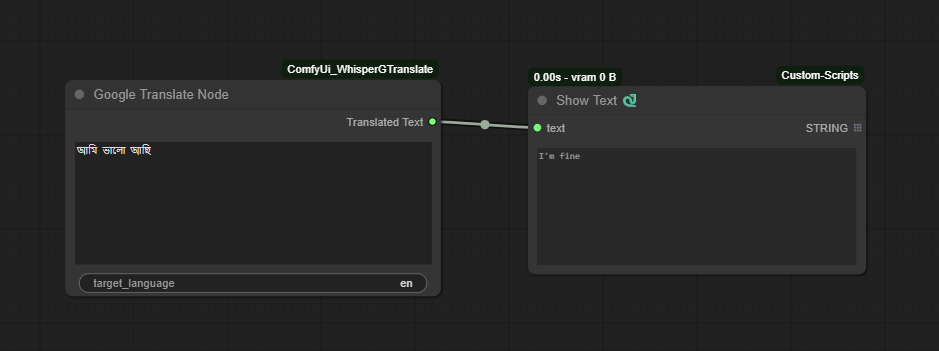 ComfyUi_WhisperGTranslate
Google Translate Node
Translated Text
আমি ভালো আছি
target_language en
0.00s - vram 0 B
Custom-Scripts
Show Text
text
STRING
I'm fine